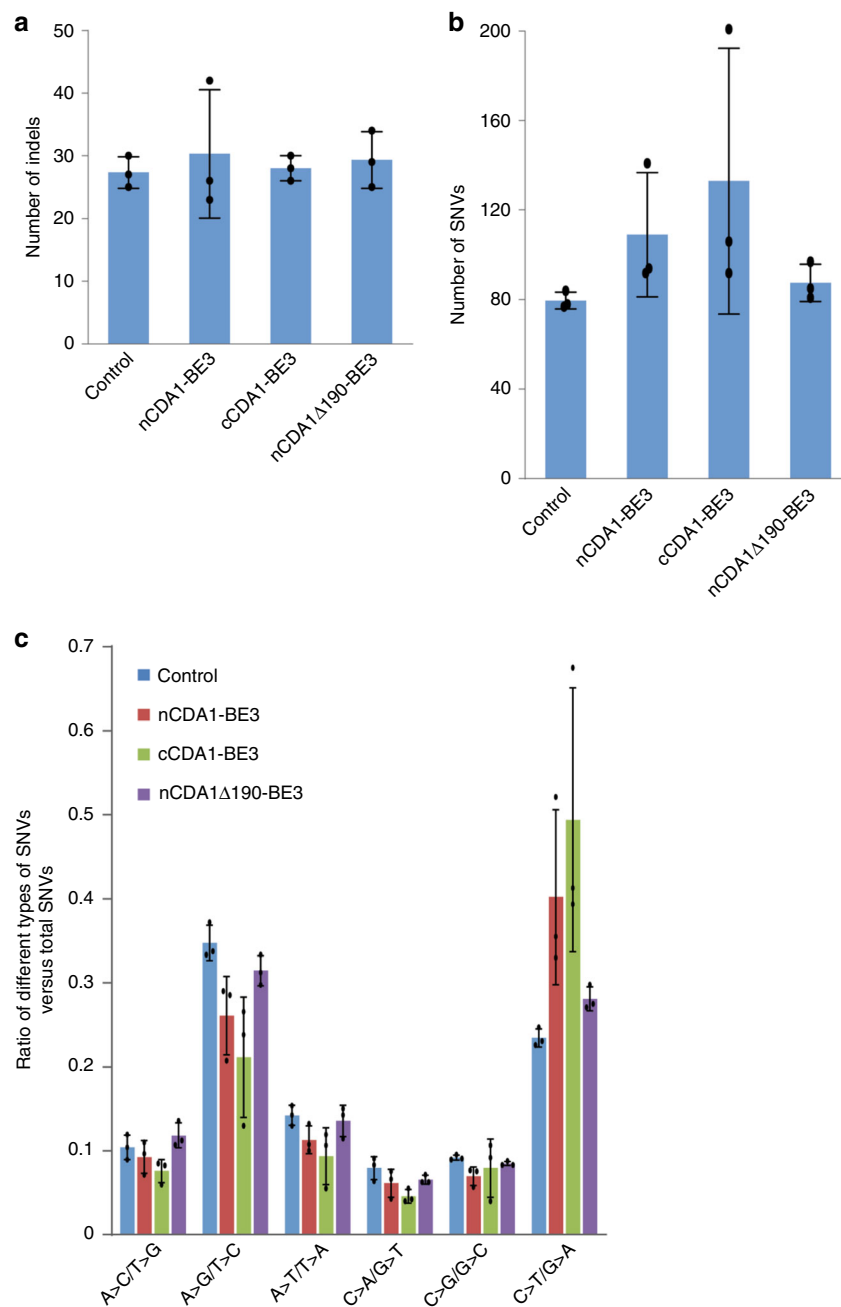 a
50
40
30
20
10
0
Number of indels
Control
nCDA1-BE3
cCDA1-BE3
nCDA1Δ190-BE3
b
200
160
120
80
40
0
Number of SNVs
Control
nCDA1-BE3
cCDA1-BE3
nCDA1Δ190-BE3
c
0.7
0.6
0.5
0.4
0.3
0.2
0.1
0
Ratio of different types of SNVs
versus total SNVs
Control
nCDA1-BE3
cCDA1-BE3
nCDA1Δ190-BE3
A>C/T>G
A>G/T>C
A>T/T>A
C>A/G>T
C>G/G>C
C>T/G>A